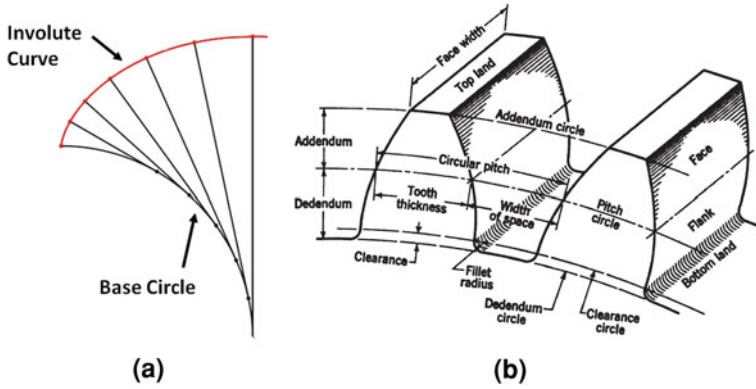 (a)
Involute
Curve
Base Circle
(b)
Face width
Top land
Addendum
Addendum circle
Circular pitch
Face
Dedendum
Tooth
thickness
Width
of space
Pitch
circle
Flank
Bottom land
Clearance
Fillet
radius
Dedendum
circle
Clearance
circle